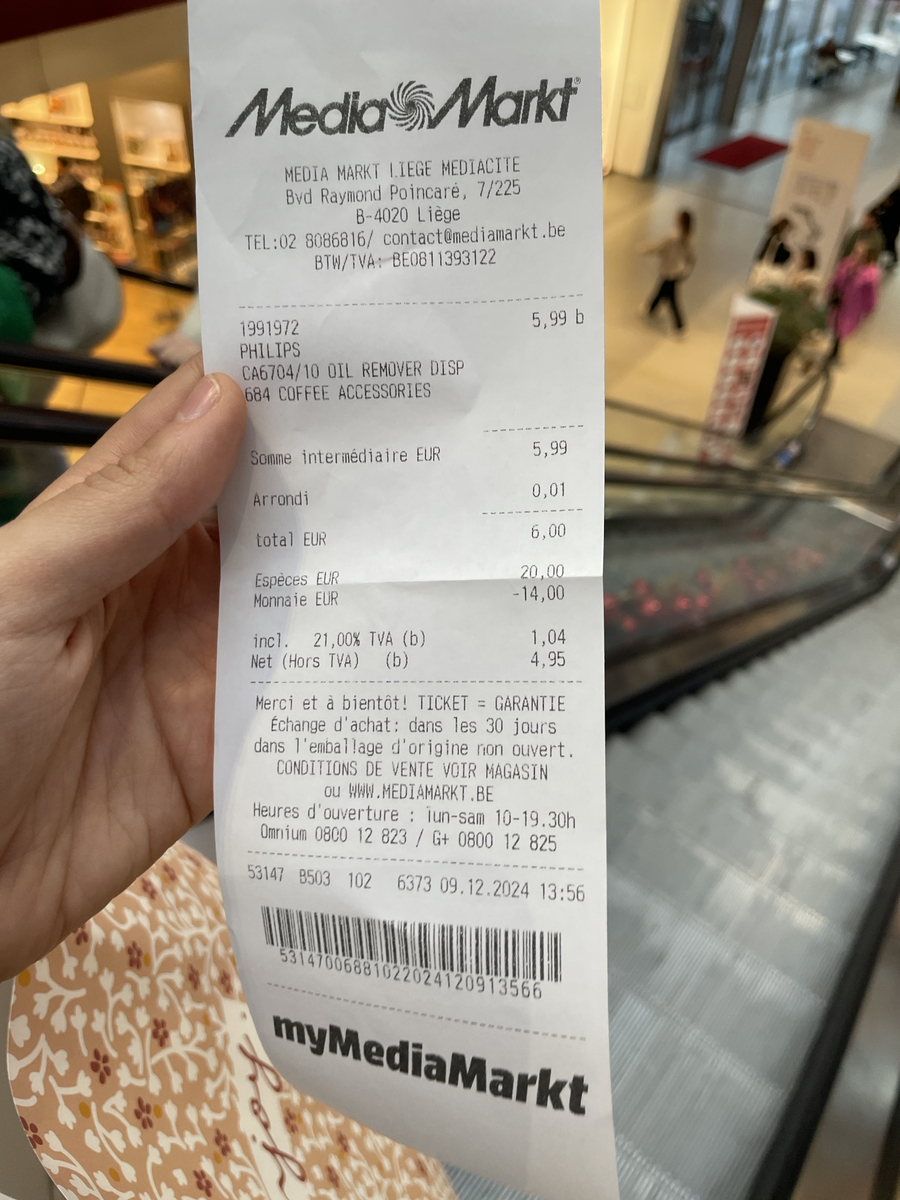 Media Markt®
MEDIA MARKT LIEGE MEDIACITE
Bvd Raymond Poincaré, 7/225
B-4020 Liège
TEL:02 8086816/ contact@mediamarkt.be
BTW/TVA: BE0811393122
1991972 5,99 b
PHILIPS
CA6704/10 OIL REMOVER DISP
684 COFFEE ACCESSORIES
Somme intermédiaire EUR 5,99
Arrondi 0,01
total EUR 6,00
Espèces EUR 20,00
Monnaie EUR -14,00
incl. 21,00% TVA (b) 1,04
Net (Hors TVA) (b) 4,95
Merci et à bientôt! TICKET = GARANTIE
Échange d'achat: dans les 30 jours
dans l'emballage d'origine non ouvert.
CONDITIONS DE VENTE VOIR MAGASIN
ou WWW.MEDIAMARKT.BE
Heures d'ouverture : lun-sam 10-19.30h
Omnium 0800 12 823 / G+ 0800 12 825
53147 B503 102 6373 09.12.2024 13:56
53147006881022024120913566
myMediaMarkt
joy